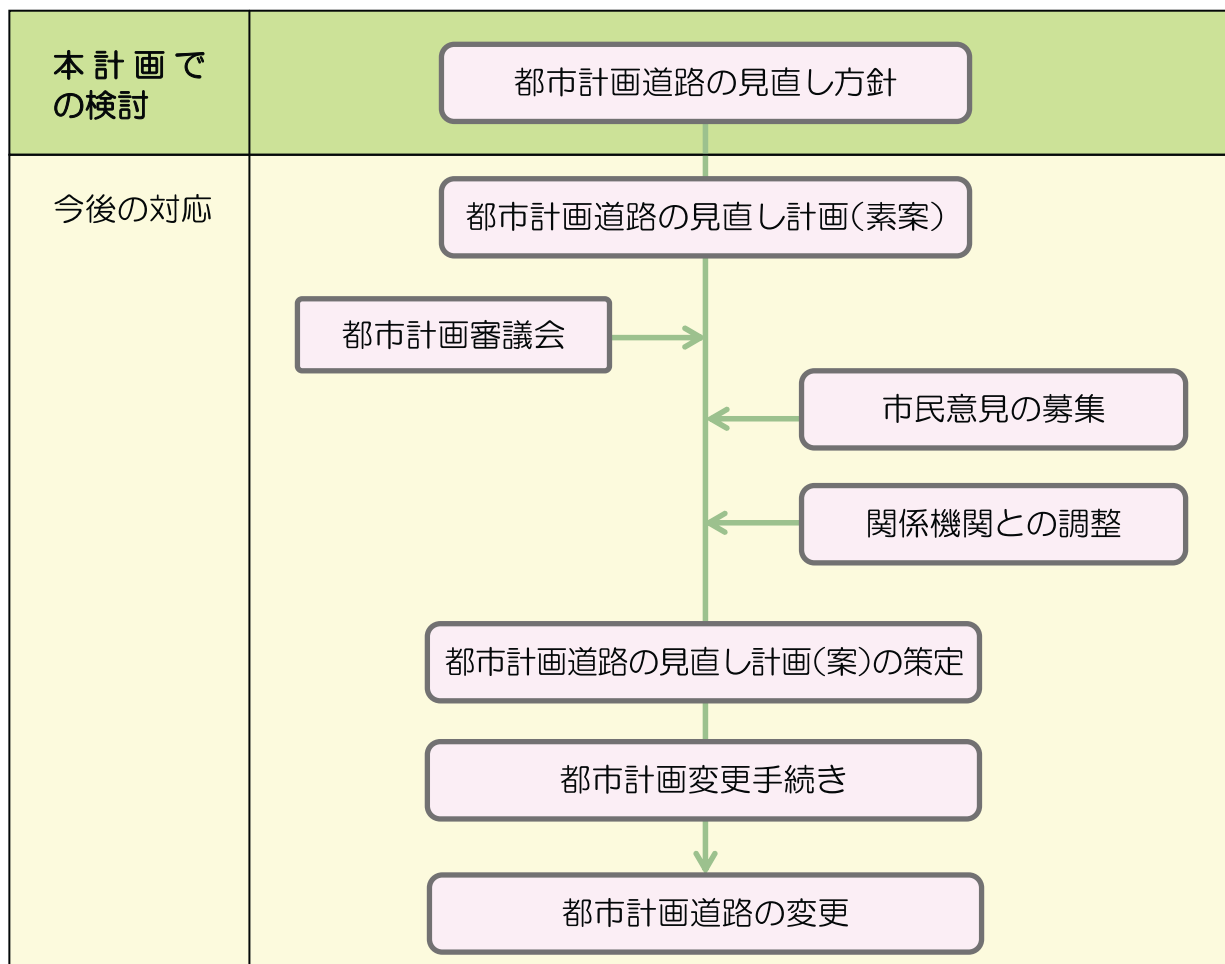 本計画で
の検討
都市計画道路の見直し方針
今後の対応
都市計画道路の見直し計画(素案)
都市計画審議会
市民意見の募集
関係機関との調整
都市計画道路の見直し計画(案)の策定
都市計画変更手続き
都市計画道路の変更